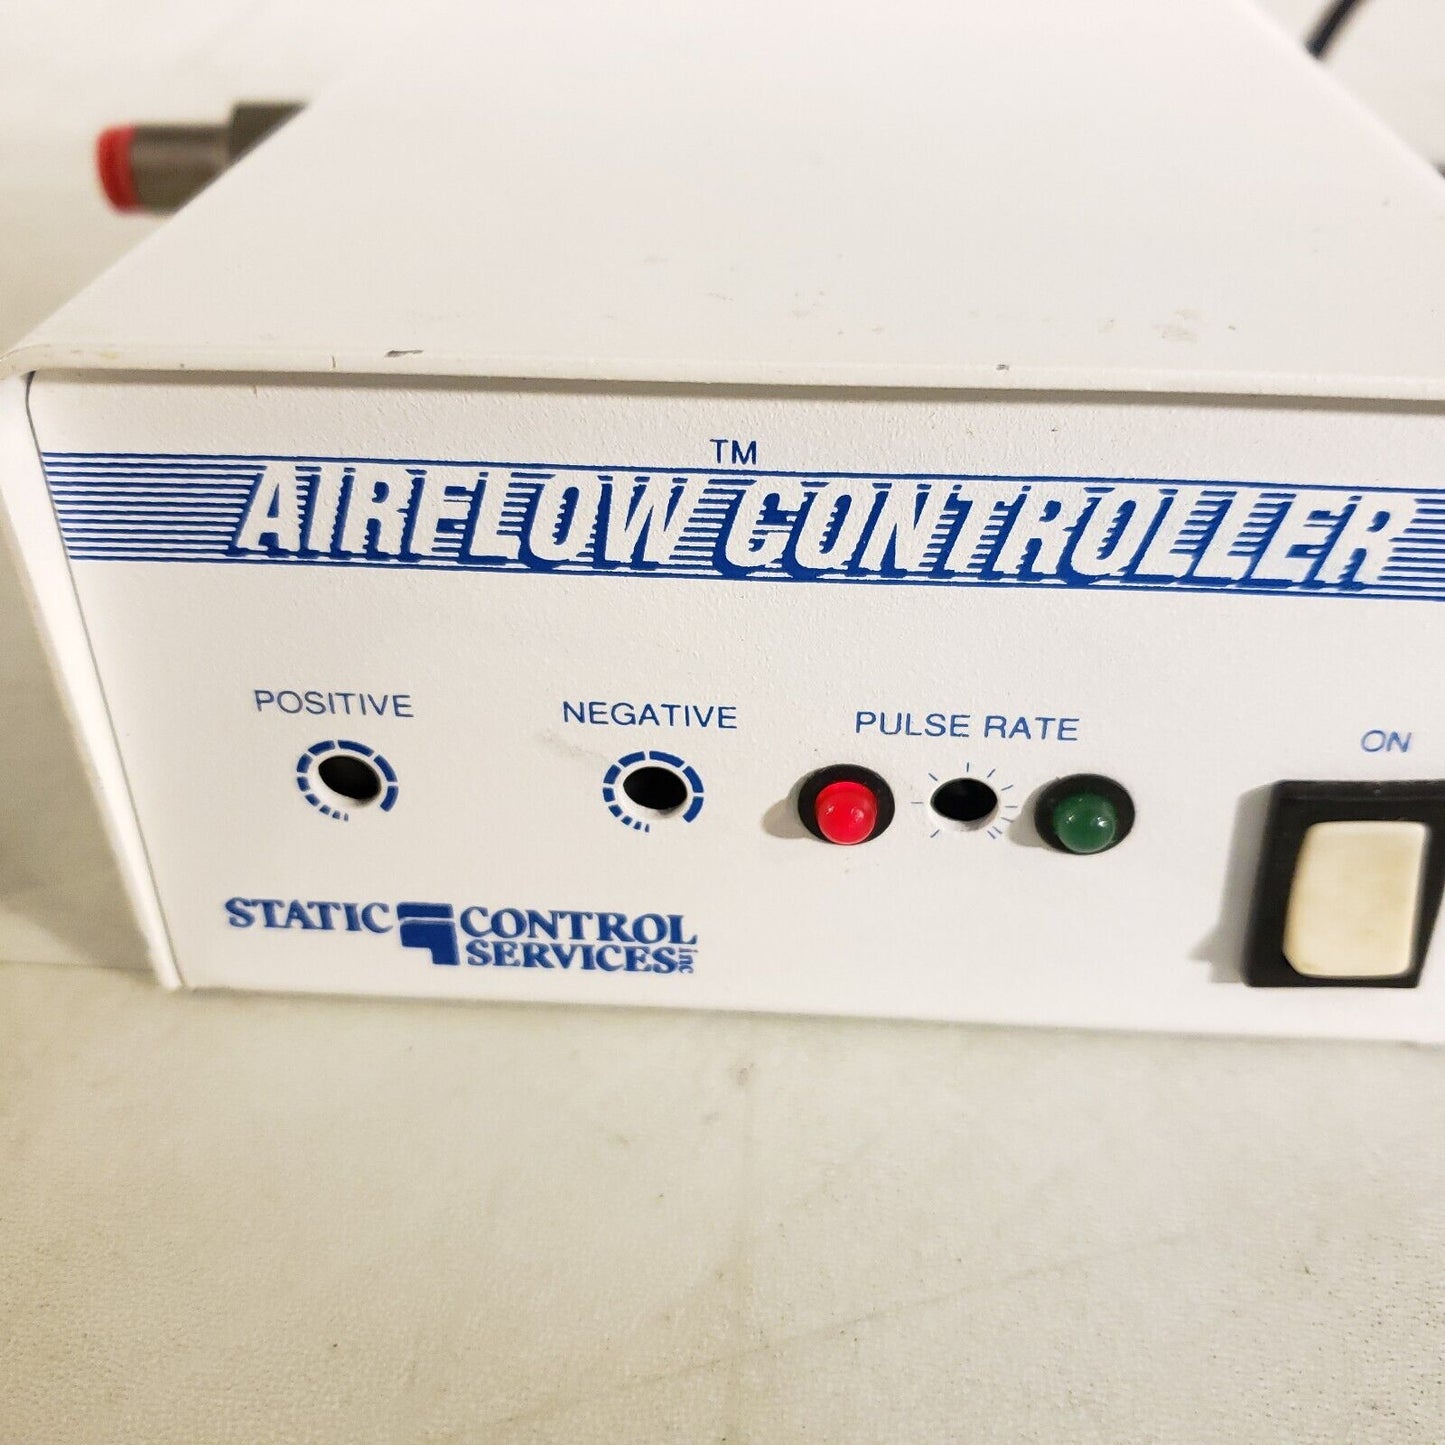 TM
AIRFLOW CONTROLLER
POSITIVE
NEGATIVE
PULSE RATE
ON
STATIC CONTROL
SERVICES inc